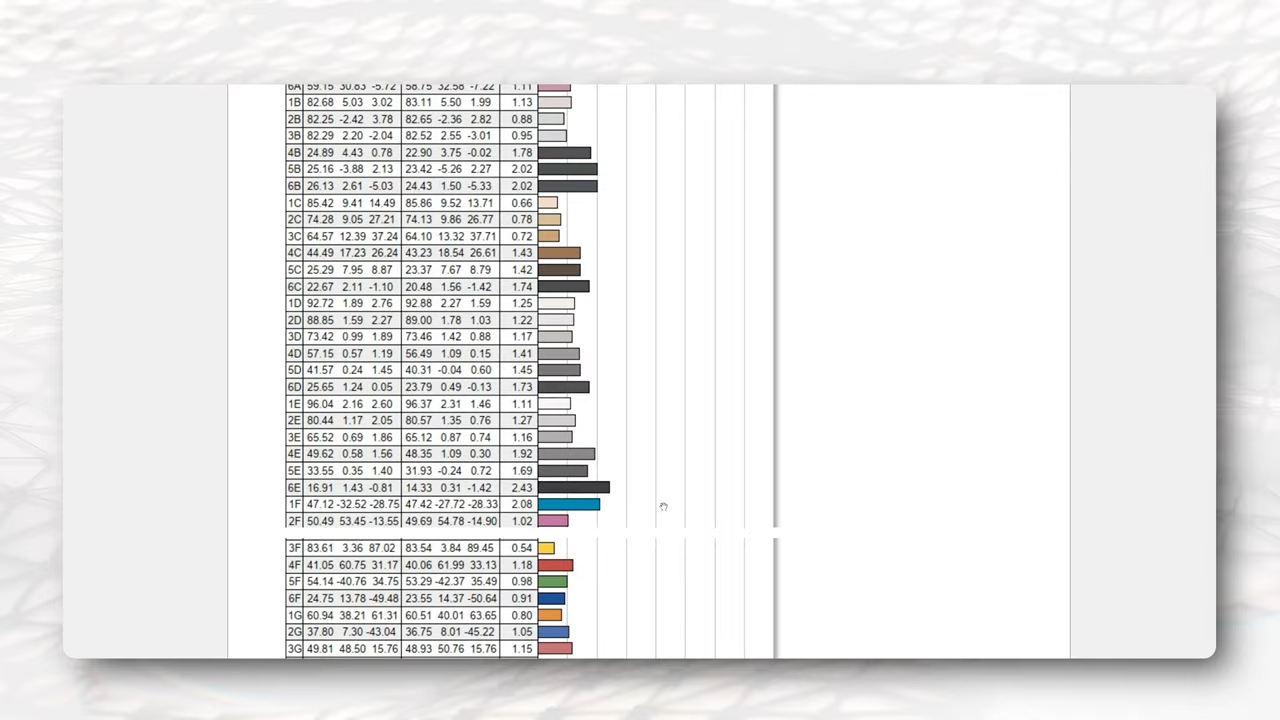 6A 59.15 30.83 -5.72 58.75 32.58 -7.22 1.11
1B 82.68 5.03 3.02 83.11 5.50 1.99 1.13
2B 82.25 -2.42 3.78 82.65 -2.36 2.82 0.88
3B 82.29 2.20 -2.04 82.52 2.55 -3.01 0.95
4B 24.89 4.43 0.78 22.90 3.75 -0.02 1.78
5B 25.16 -3.88 2.13 23.42 -5.26 2.27 2.02
6B 26.13 2.61 -5.03 24.43 1.50 -5.33 2.02
1C 85.42 9.41 14.49 85.86 9.52 13.71 0.66
2C 74.28 9.05 27.21 74.13 9.86 26.77 0.78
3C 64.57 12.39 37.24 64.10 13.32 37.71 0.72
4C 44.49 17.23 26.24 43.23 18.54 26.61 1.43
5C 25.29 7.95 8.87 23.37 7.67 8.79 1.42
6C 22.67 2.11 -1.10 20.48 1.56 -1.42 1.74
1D 92.72 1.89 2.76 92.88 2.27 1.59 1.25
2D 88.85 1.59 2.27 89.00 1.78 1.03 1.22
3D 73.42 0.99 1.89 73.46 1.42 0.88 1.17
4D 57.15 0.57 1.19 56.49 1.09 0.15 1.41
5D 41.57 0.24 1.45 40.31 -0.04 0.60 1.45
6D 25.65 1.24 0.05 23.79 0.49 -0.13 1.73
1E 96.04 2.16 2.60 96.37 2.31 1.46 1.11
2E 80.44 1.17 2.05 80.57 1.35 0.76 1.27
3E 65.52 0.69 1.86 65.12 0.87 0.74 1.16
4E 49.62 0.58 1.56 48.35 1.09 0.30 1.92
5E 33.55 0.35 1.40 31.93 -0.24 0.72 1.69
6E 16.91 1.43 -0.81 14.33 0.31 -1.42 2.43
1F 47.12 -32.52 -28.75 47.42 -27.72 -28.33 2.08
2F 50.49 53.45 -13.55 49.69 54.78 -14.90 1.02
3F 83.61 3.36 87.02 83.54 3.84 89.45 0.54
4F 41.05 60.75 31.17 40.06 61.99 33.13 1.18
5F 54.14 -40.76 34.75 53.29 -42.37 35.49 0.98
6F 24.75 13.78 -49.48 23.55 14.37 -50.64 0.91
1G 60.94 38.21 61.31 60.51 40.01 63.65 0.80
2G 37.80 7.30 -43.04 36.75 8.01 -45.22 1.05
3G 49.81 48.50 15.76 48.93 50.76 15.76 1.15